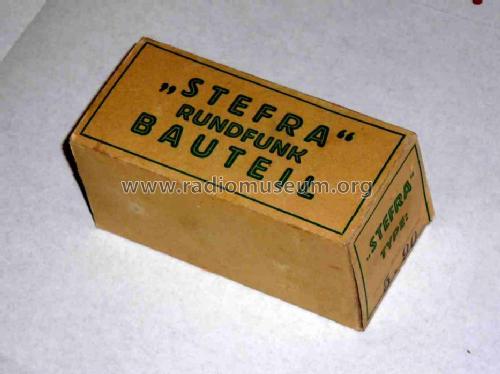 „STEFRA“
RUNDFUNK
BAUTEIL
www.radiomuseum.org
„STEFRA“
TYPE: